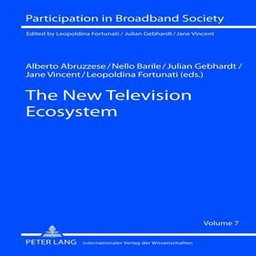 Participation in Broadband Society
Edited by Leopoldina Fortunati / Julian Gebhardt / Jane Vincent
Alberto Abruzzese / Nello Barile / Julian Gebhardt /
Jane Vincent / Leopoldina Fortunati (eds.)
The New Television
Ecosystem
Volume 7
PETER LANG
Internationaler Verlag der Wissenschaften